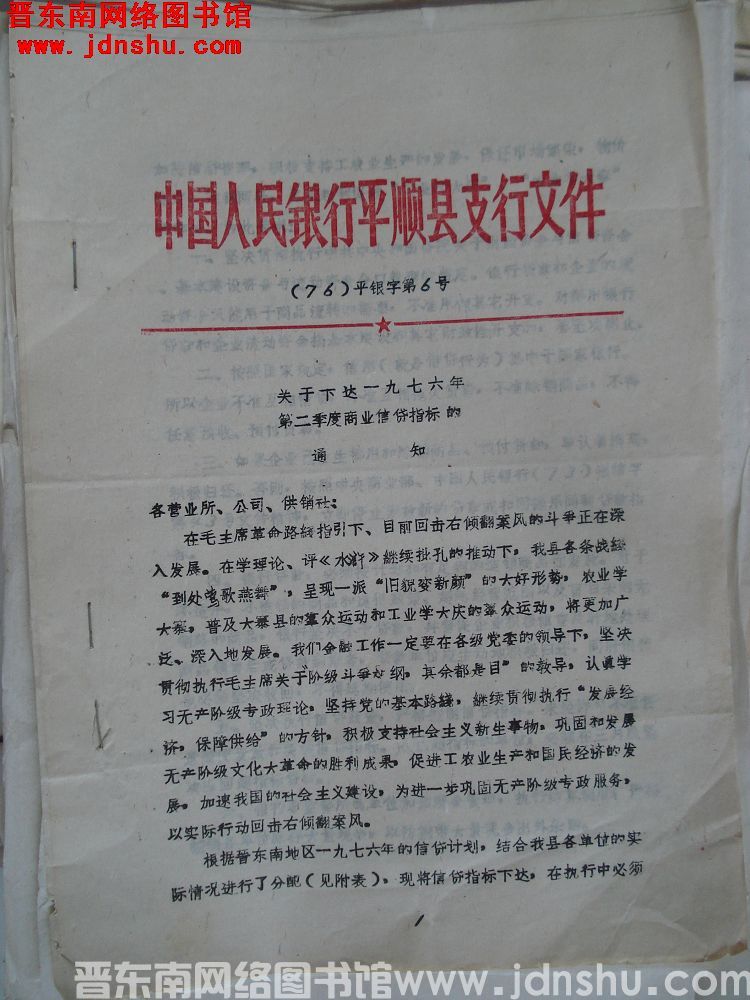 晋东南网络图书馆
www.jdnshu.com
中国人民银行平顺县支行文件
(76)平银字第6号
关于下达一九七六年
第二季度商业信贷指标的
通 知
各营业所、公司、供销社:
在毛主席革命路线指引下、目前回击右倾翻案风的斗争正在深
入发展。在学理论、评《水浒》继续批孔的推动下,我县各条战线
“到处莺歌燕舞”,呈现一派“旧貌变新颜”的大好形势,农业学
大寨,普及大寨县的羣众运动和工业学大庆的羣众运动,将更加广
泛、深入地发展。我们金融工作一定要在各级党委的领导下,坚决
贯彻执行毛主席关于“阶级斗争是纲,其余都是目”的教导,认真学
习无产阶级专政理论,坚持党的基本路线,继续贯彻执行“发展经
济,保障供给”的方针,积极支持社会主义新生事物,巩固和发展
无产阶级文化大革命的胜利成果,促进工农业生产和国民经济的发
展,加速我国的社会主义建设,为进一步巩固无产阶级专政服务,
以实际行动回击右倾翻案风。
根据晋东南地区一九七六年的信贷计划,结合我县各单位的实
际情况进行了分配(见附表),现将信贷指标下达,在执行中必须
1
晋东南网络图书馆www.jdnshu.com